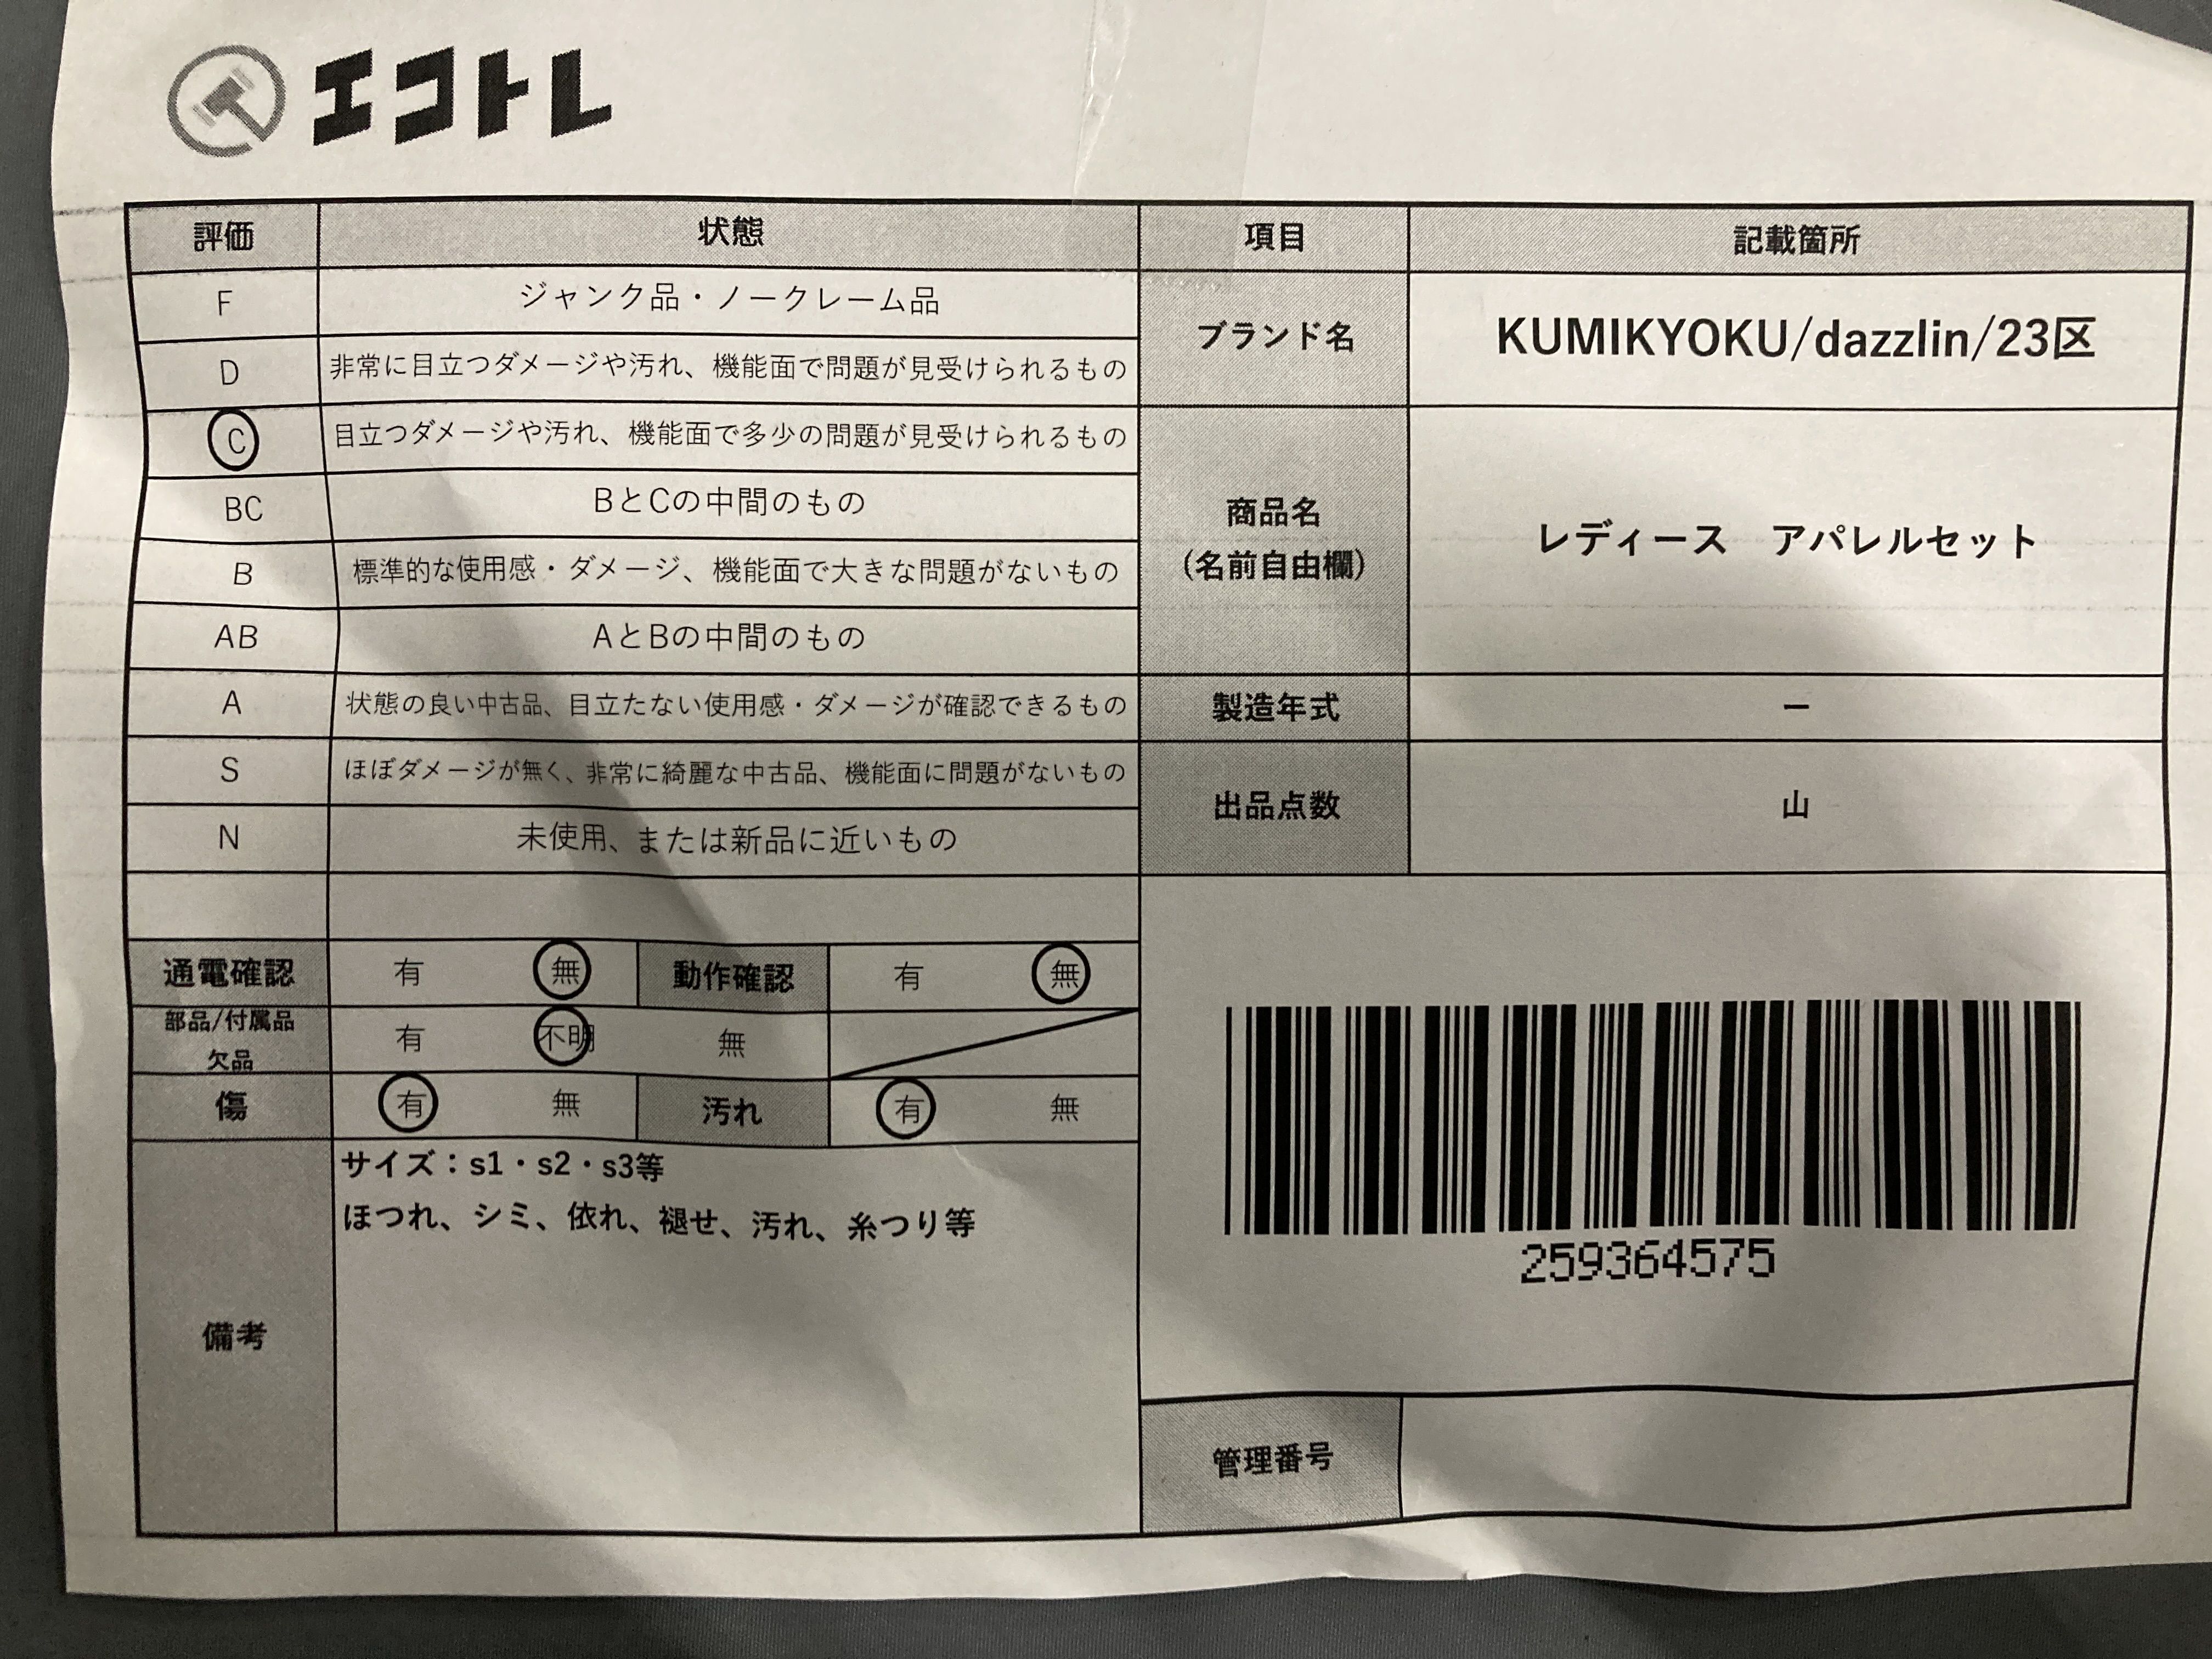 エコトレ
評価 状態 項目 記載箇所
F ジャンク品・ノークレーム品
D 非常に目立つダメージや汚れ、機能面で問題が見受けられるもの
C 目立つダメージや汚れ、機能面で多少の問題が見受けられるもの
BC BとCの中間のもの
B 標準的な使用感・ダメージ、機能面で大きな問題がないもの
AB AとBの中間のもの
A 状態の良い中古品、目立たない使用感・ダメージが確認できるもの
S ほぼダメージが無く、非常に綺麗な中古品、機能面に問題がないもの
N 未使用、または新品に近いもの
ブランド名 KUMIKYOKU/dazzlin/23区
商品名
(名前自由欄)
レディース アパレルセット
製造年式 ー
出品点数 山
通電確認 有 無 動作確認 有 無
部品/付属品
欠品
有 不明 無
傷 有 無 汚れ 有 無
備考
サイズ：s1・s2・s3等
ほつれ、シミ、依れ、褪せ、汚れ、糸つり等
259364575
管理番号